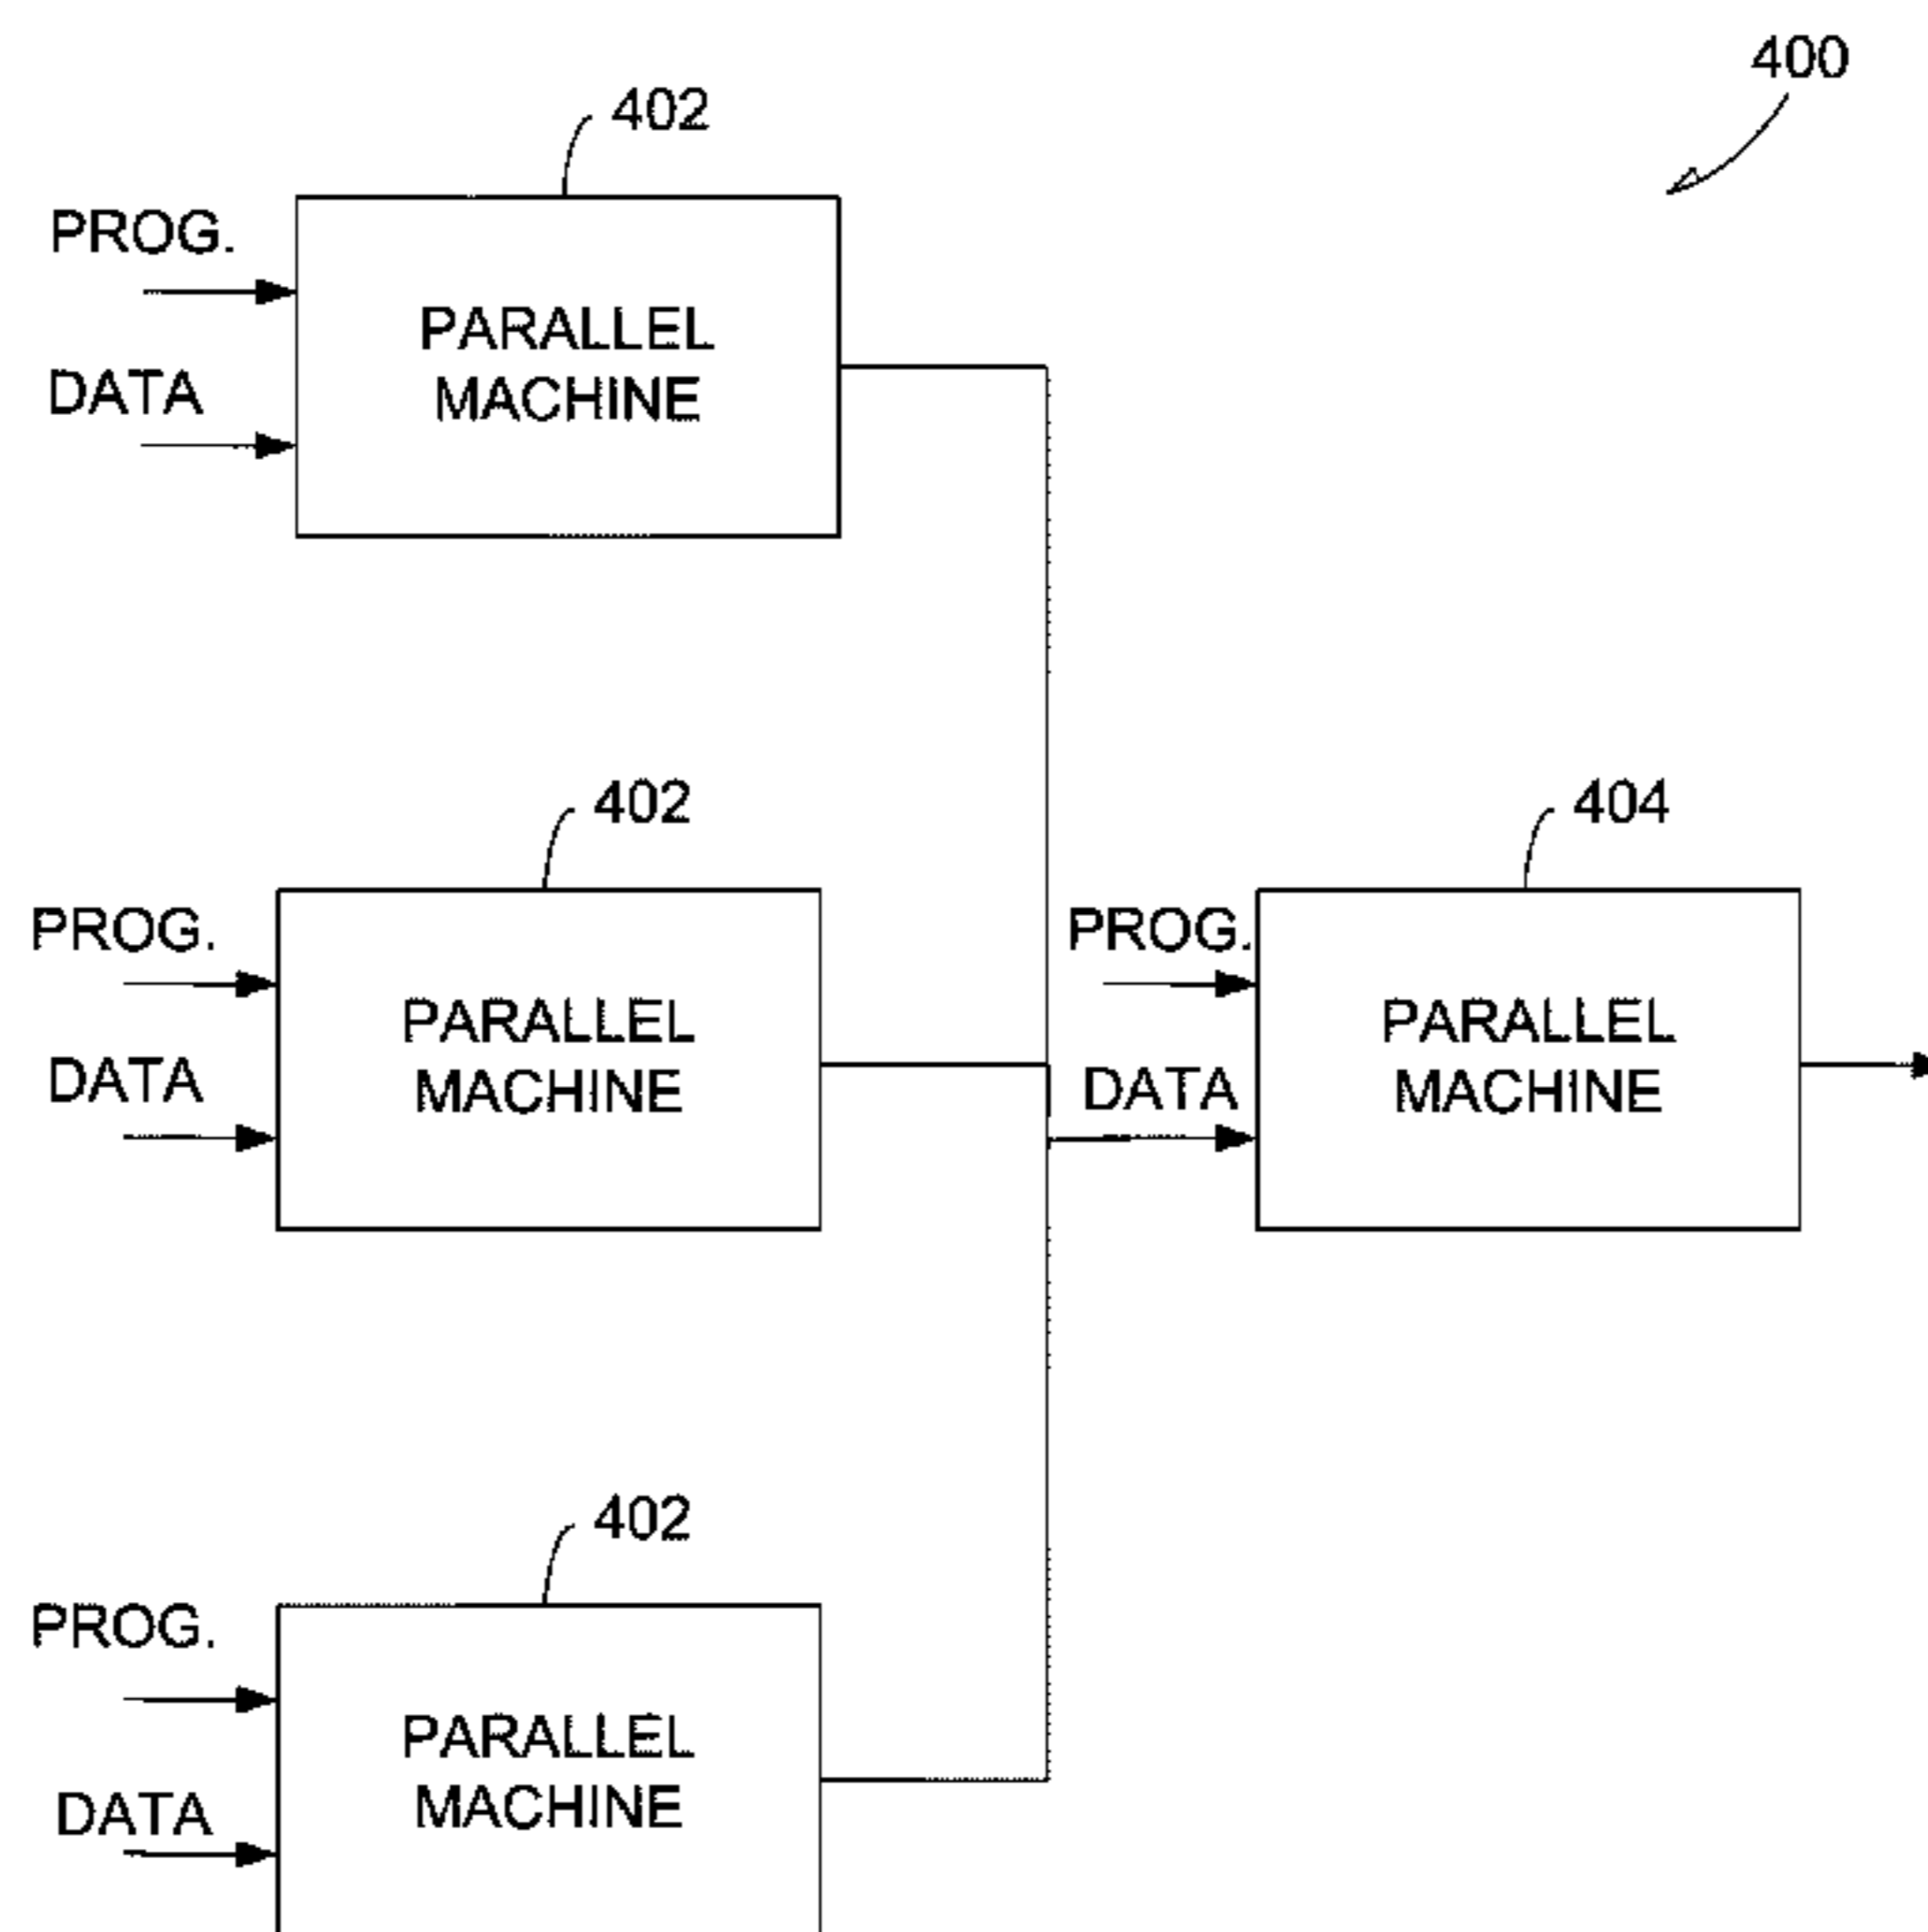 400
402
PROG.
PARALLEL
MACHINE
DATA
402
404
PROG.
PARALLEL
MACHINE
DATA
PROG.
PARALLEL
MACHINE
DATA
402
PROG.
PARALLEL
MACHINE
DATA